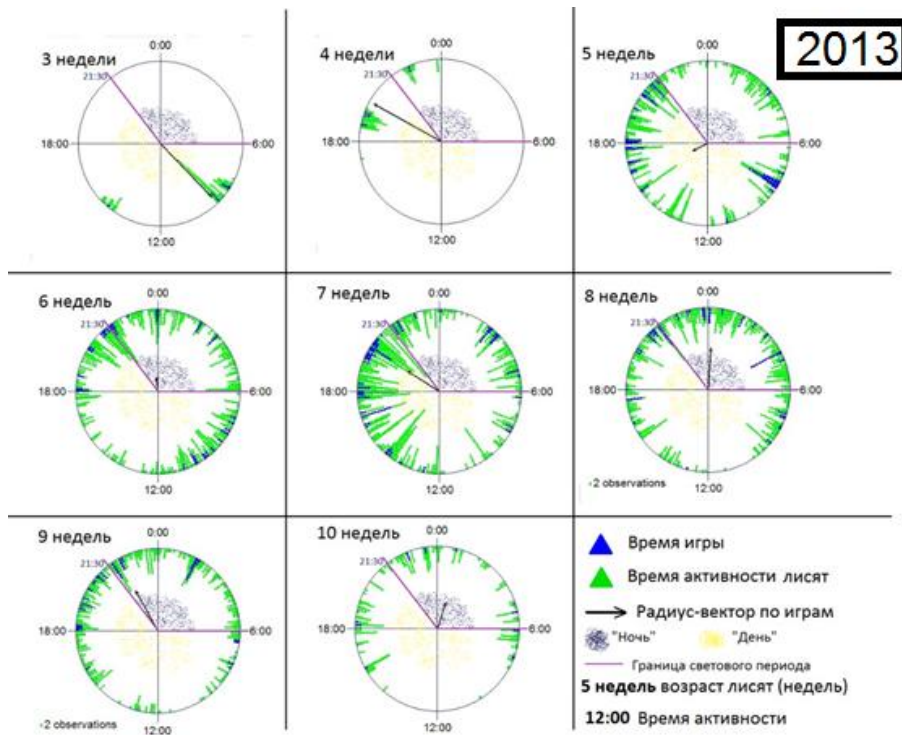 2013
3 недели
0:00
21:30
18:00
6:00
12:00
4 недели
0:00
21:30
18:00
6:00
12:00
5 недель
0:00
21:30
18:00
6:00
12:00
6 недель
0:00
21:30
18:00
6:00
12:00
7 недель
0:00
21:30
18:00
6:00
12:00
8 недель
0:00
21:30
18:00
6:00
12:00
2 observations
9 недель
0:00
21:30
18:00
6:00
12:00
2 observations
10 недель
0:00
21:30
18:00
6:00
12:00
Время игры
Время активности лисят
Радиус-вектор по играм
"Ночь" "День"
Граница светового периода
5 недель возраст лисят (недель)
12:00 Время активности